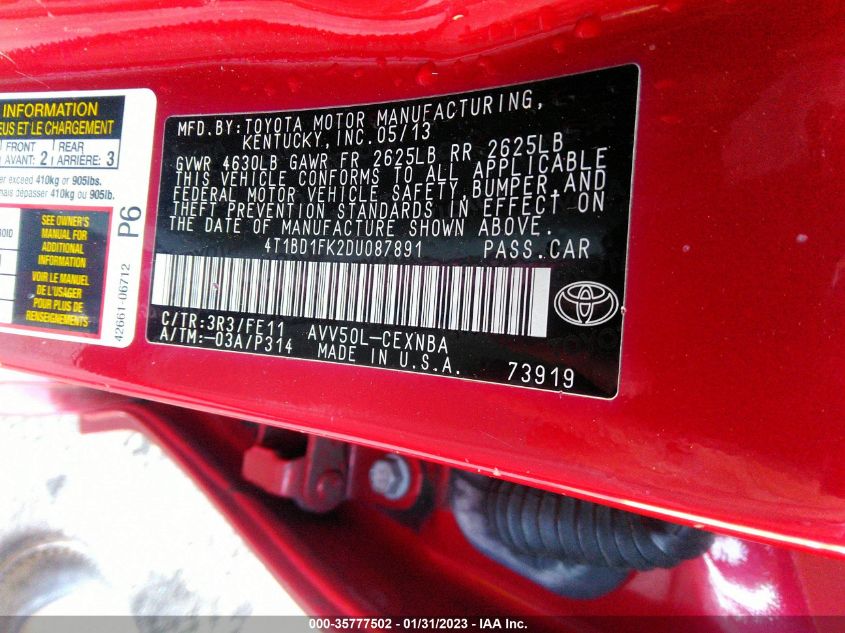 INFORMATION
EUS ET LE CHARGEMENT
FRONT
AVANT: 2
REAR
ARRIÈRE: 3
er exceed 410kg or 905lbs.
mais dépasser 410kg ou 905lb.
SEE OWNER'S
MANUAL FOR
ADDITIONAL
INFORMATION
VOIR LE MANUEL
DE L'USAGER
POUR PLUS DE
RENSEIGNEMENTS
P6
42661-06712
MFD.BY:TOYOTA MOTOR MANUFACTURING,
KENTUCKY,INC.05/13
GVWR 4630LB GAWR FR 2625LB RR 2625LB
THIS VEHICLE CONFORMS TO ALL APPLICABLE
FEDERAL MOTOR VEHICLE SAFETY,BUMPER,AND
THEFT PREVENTION STANDARDS IN EFFECT ON
THE DATE OF MANUFACTURE SHOWN ABOVE.
4T1BD1FK2DU087891 PASS.CAR
C/TR:3R3/FE11 AVV50L-CEXNBA
A/TM:-03A/P314 MADE IN U.S.A.
73919
TOYOTA
000-35777502 - 01/31/2023 - IAA Inc.